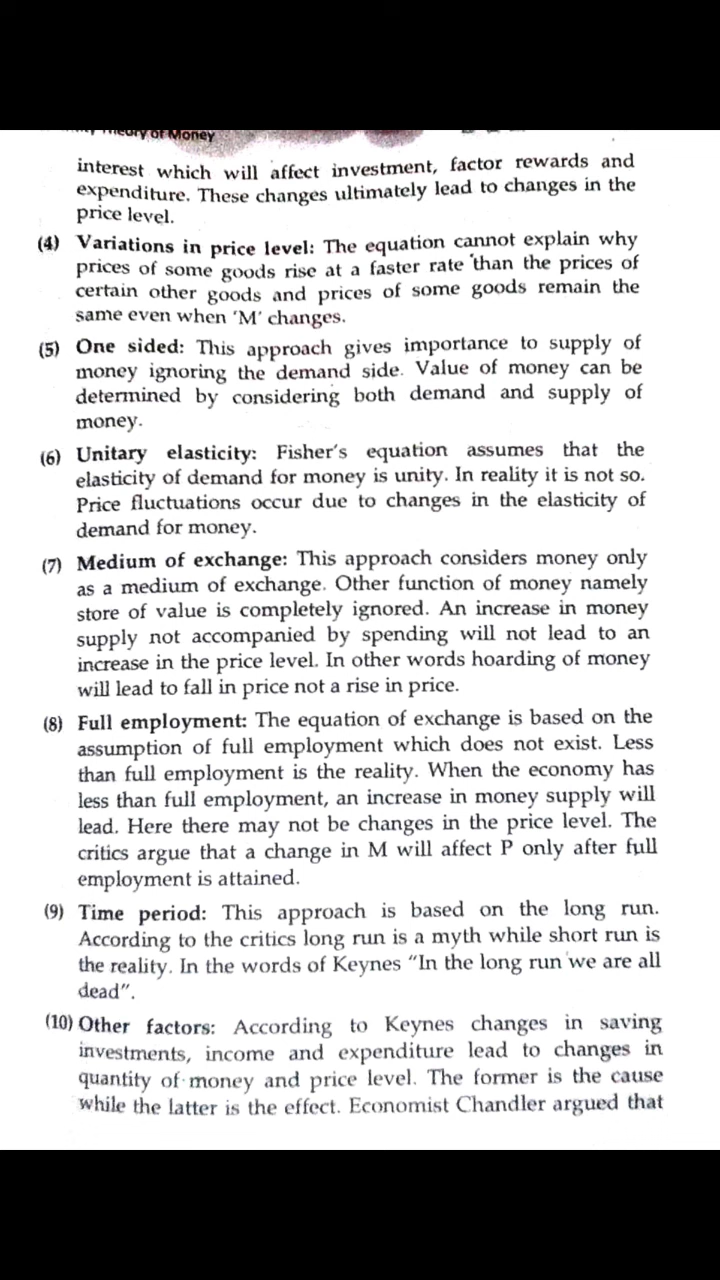 Theory of Money
interest which will affect investment, factor rewards and
expenditure. These changes ultimately lead to changes in the
price level.
(4) Variations in price level: The equation cannot explain why
prices of some goods rise at a faster rate than the prices of
certain other goods and prices of some goods remain the
same even when 'M' changes.
(5) One sided: This approach gives importance to supply of
money ignoring the demand side. Value of money can be
determined by considering both demand and supply of
money.
(6) Unitary elasticity: Fisher's equation assumes that the
elasticity of demand for money is unity. In reality it is not so.
Price fluctuations occur due to changes in the elasticity of
demand for money.
(7) Medium of exchange: This approach considers money only
as a medium of exchange. Other function of money namely
store of value is completely ignored. An increase in money
supply not accompanied by spending will not lead to an
increase in the price level. In other words hoarding of money
will lead to fall in price not a rise in price.
(8) Full employment: The equation of exchange is based on the
assumption of full employment which does not exist. Less
than full employment is the reality. When the economy has
less than full employment, an increase in money supply will
lead. Here there may not be changes in the price level. The
critics argue that a change in M will affect P only after full
employment is attained.
(9) Time period: This approach is based on the long run.
According to the critics long run is a myth while short run is
the reality. In the words of Keynes "In the long run we are all
dead".
(10) Other factors: According to Keynes changes in saving
investments, income and expenditure lead to changes in
quantity of money and price level. The former is the cause
while the latter is the effect. Economist Chandler argued that